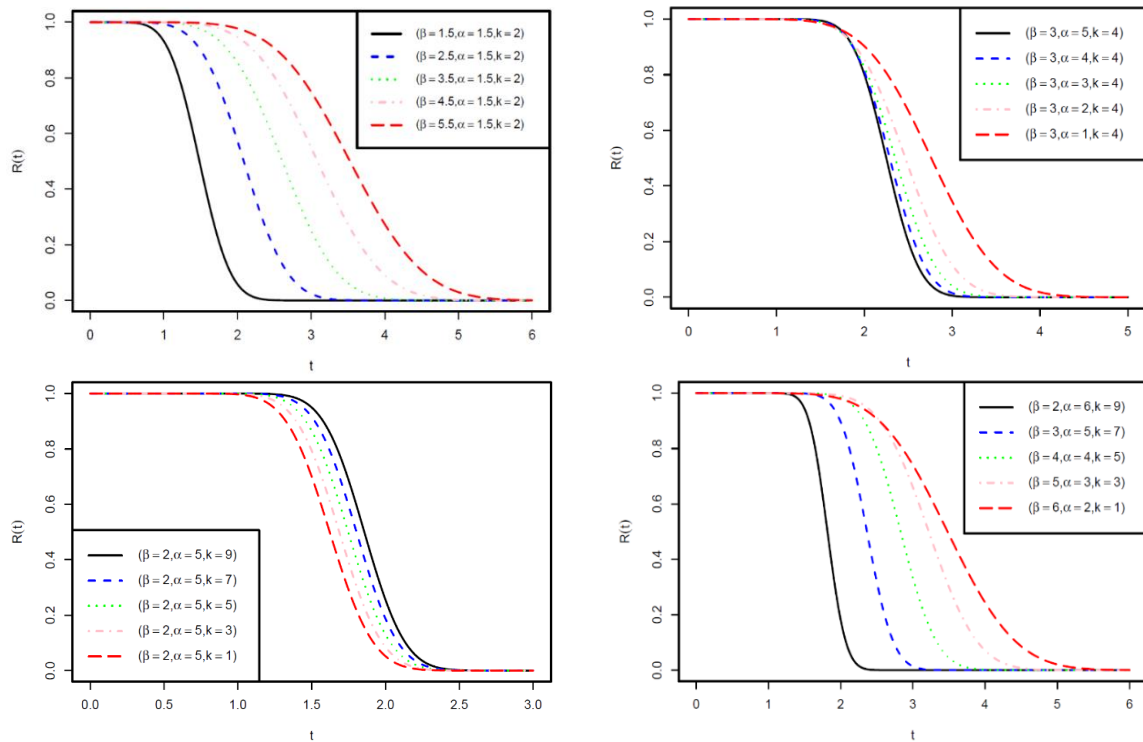 R(t)
1.0
0.8
0.6
0.4
0.2
0.0
0 1 2 3 4 5 6
t
(β = 1.5,α = 1.5,k = 2)
(β = 2.5,α = 1.5,k = 2)
(β = 3.5,α = 1.5,k = 2)
(β = 4.5,α = 1.5,k = 2)
(β = 5.5,α = 1.5,k = 2)
R(t)
1.0
0.8
0.6
0.4
0.2
0.0
0 1 2 3 4 5
t
(β = 3,α = 5,k = 4)
(β = 3,α = 4,k = 4)
(β = 3,α = 3,k = 4)
(β = 3,α = 2,k = 4)
(β = 3,α = 1,k = 4)
R(t)
1.0
0.8
0.6
0.4
0.2
0.0
0.0 0.5 1.0 1.5 2.0 2.5 3.0
t
(β = 2,α = 5,k = 9)
(β = 2,α = 5,k = 7)
(β = 2,α = 5,k = 5)
(β = 2,α = 5,k = 3)
(β = 2,α = 5,k = 1)
R(t)
1.0
0.8
0.6
0.4
0.2
0.0
0 1 2 3 4 5 6
t
(β = 2,α = 6,k = 9)
(β = 3,α = 5,k = 7)
(β = 4,α = 4,k = 5)
(β = 5,α = 3,k = 3)
(β = 6,α = 2,k = 1)